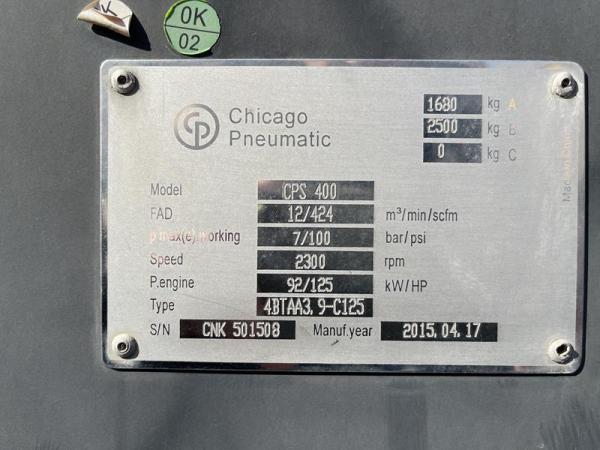 OK
02
CP
Chicago
Pneumatic
1680 kg A
2500 kg B
0 kg C
Model CPS 400
FAD 12/424 m³/min/scfm
p max(e).working 7/100 bar/psi
Speed 2300 rpm
P.engine 92/125 kW/HP
Type 4BTAA3.9-C125
S/N CNK 501508 Manuf.year 2015.04.17